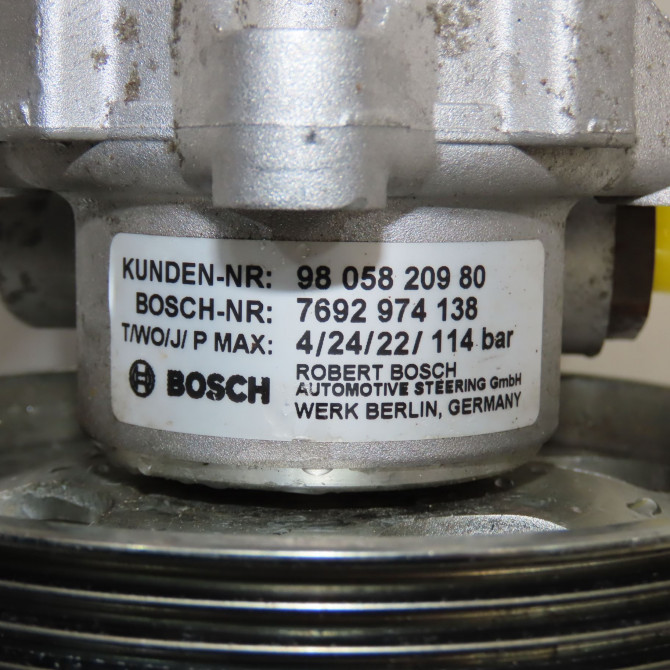 KUNDEN-NR: 98 058 209 80
BOSCH-NR: 7692 974 138
T/WO/J/ P MAX: 4/24/22/ 114 bar
BOSCH
ROBERT BOSCH
AUTOMOTIVE STEERING GmbH
WERK BERLIN, GERMANY